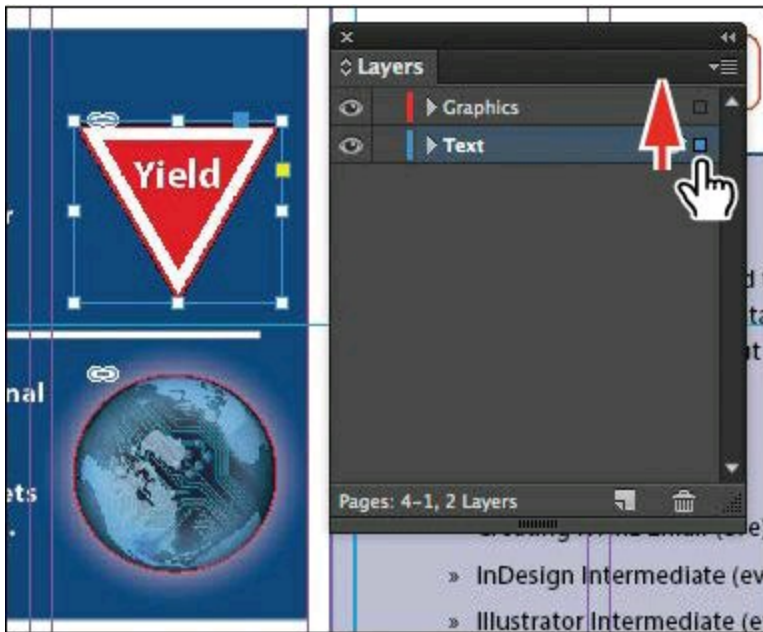 Layers
Graphics
Text
Yield
Pages: 4–1, 2 Layers
» InDesign Intermediate (ev
» Illustrator Intermediate (e